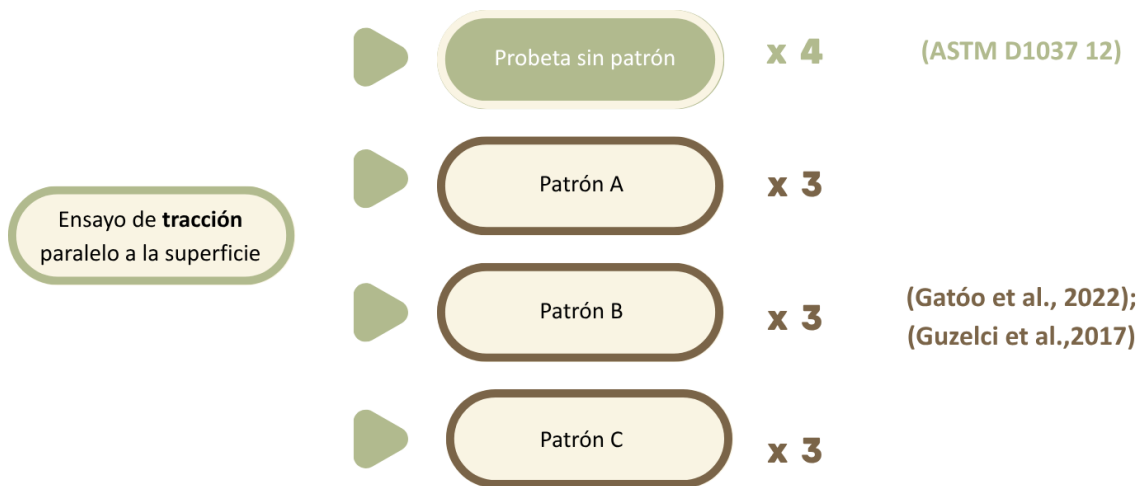 Probeta sin patrón
x 4
(ASTM D1037 12)
Patrón A
x 3
Ensayo de tracción
paralelo a la superficie
Patrón B
x 3
(Gatóo et al., 2022);
(Guzelci et al.,2017)
Patrón C
x 3